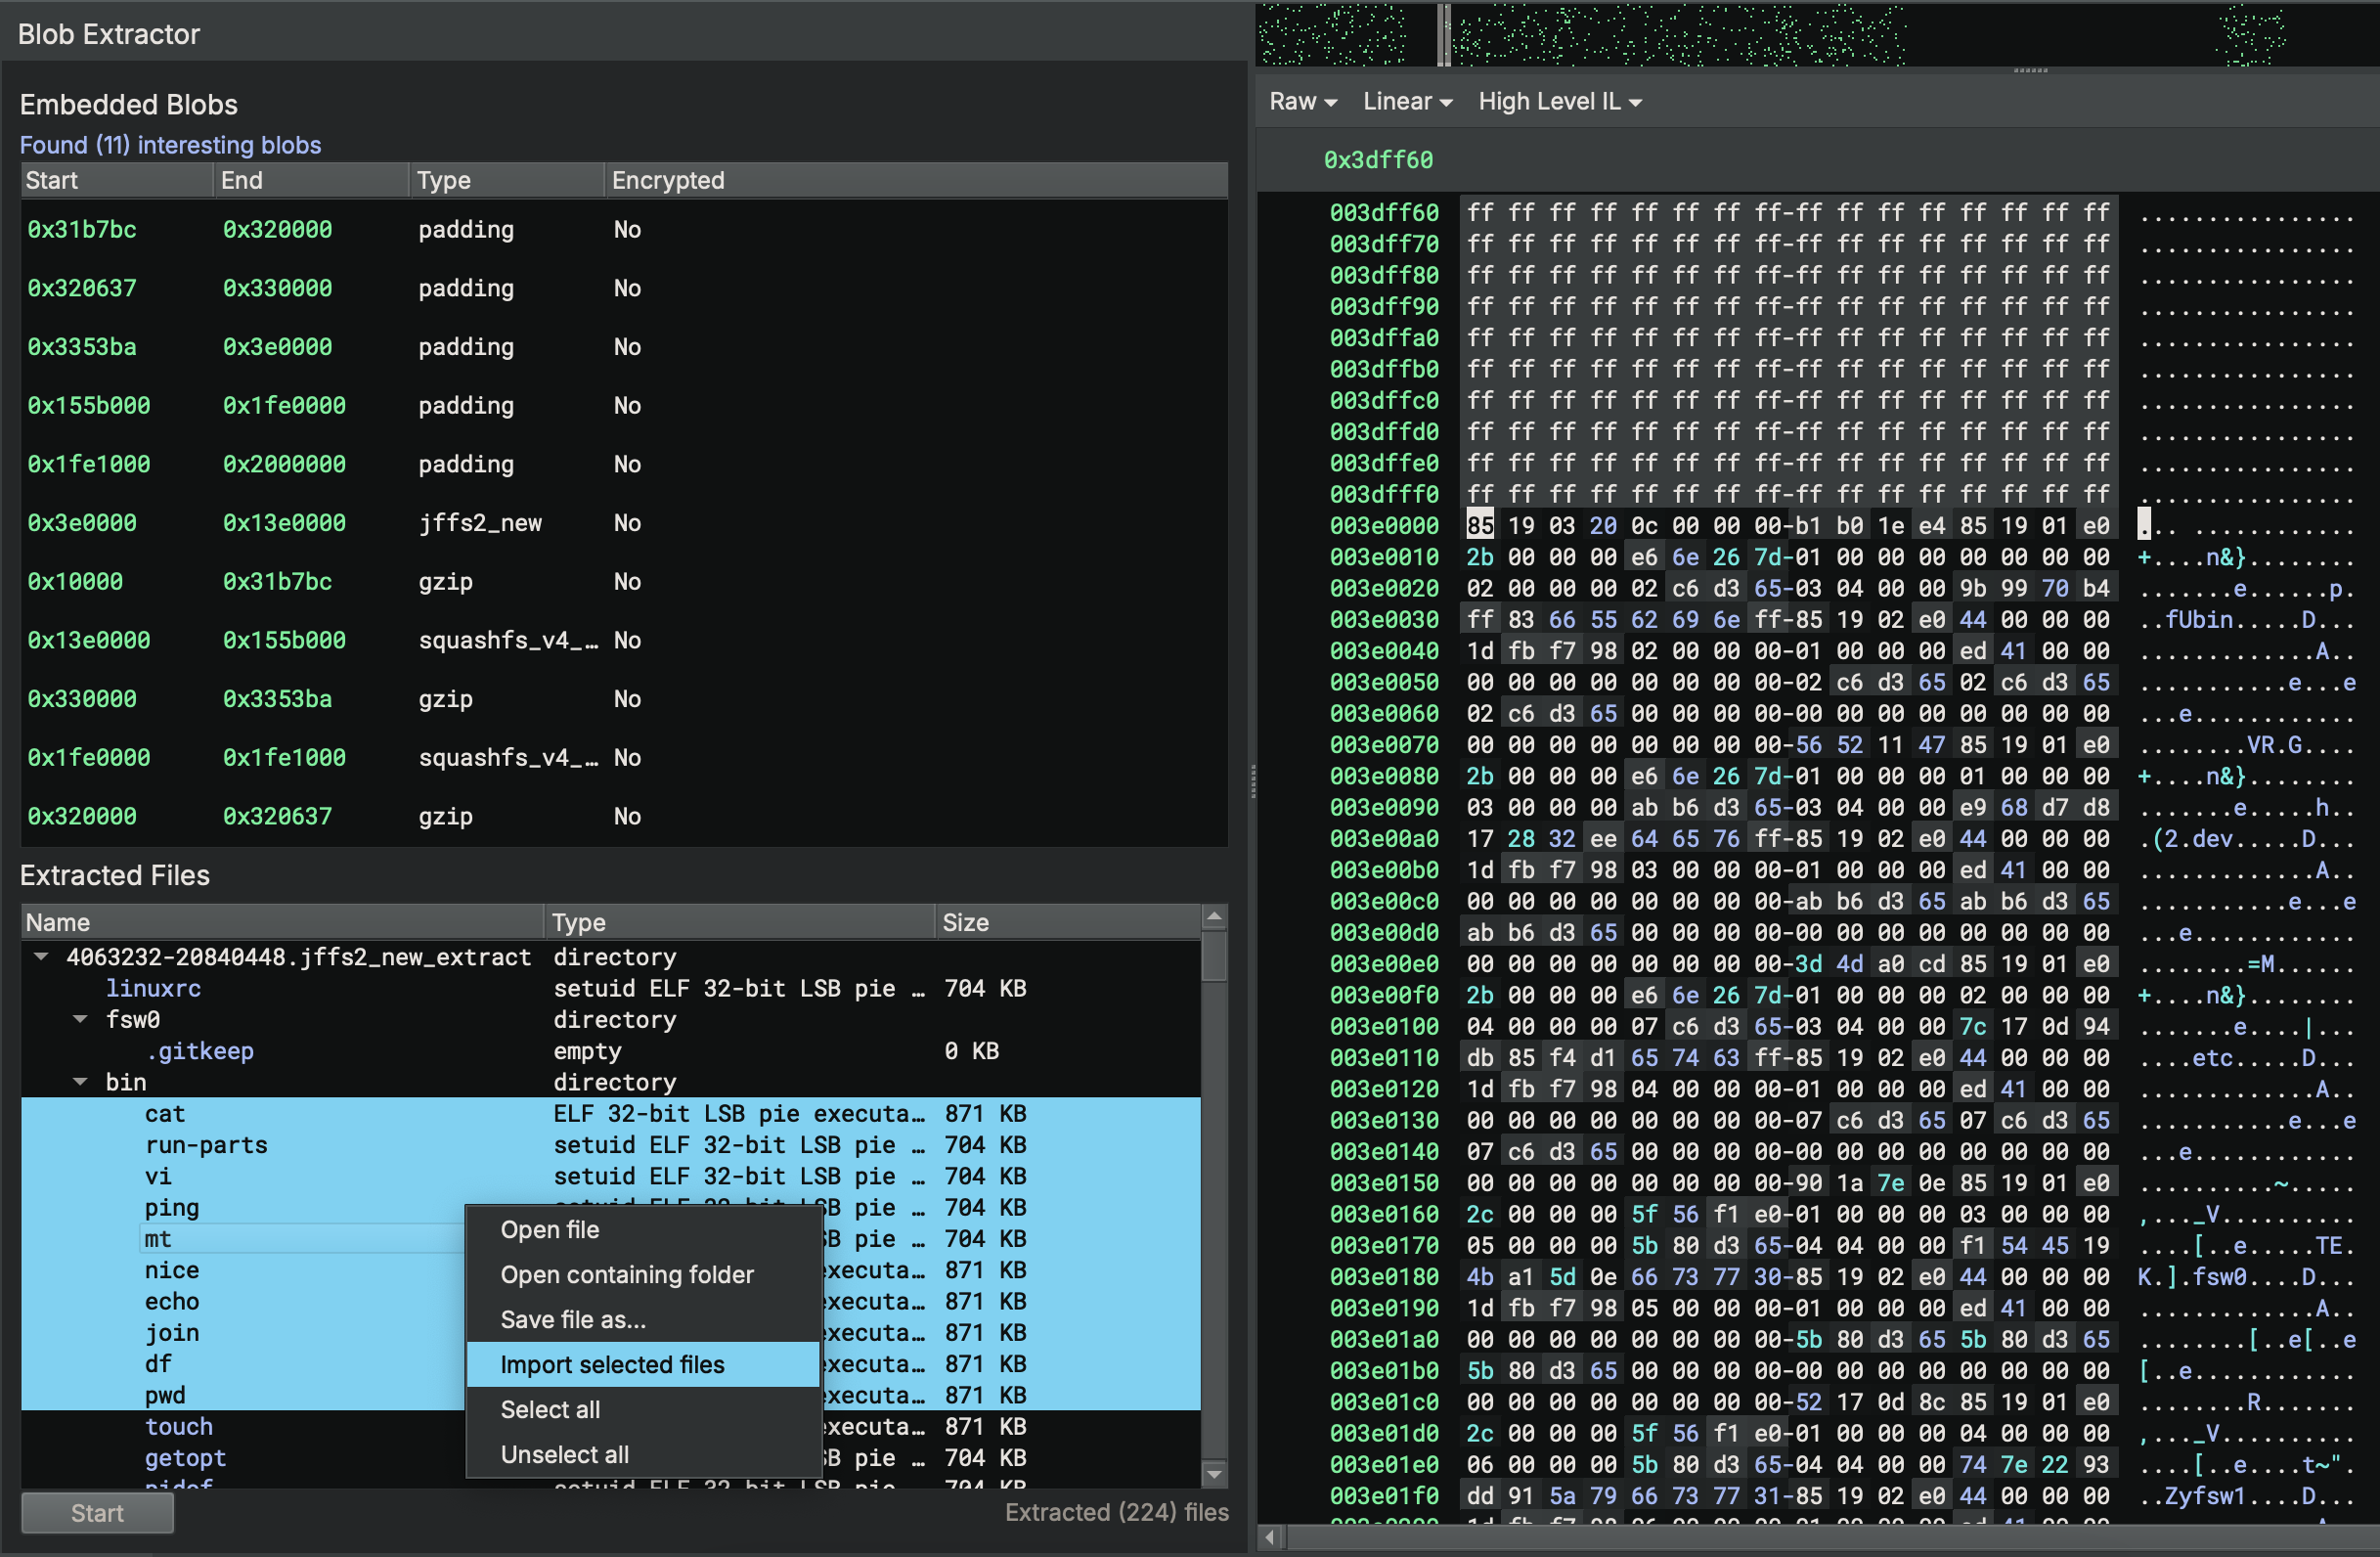 Blob Extractor
Embedded Blobs
Found (11) interesting blobs
Start End Type Encrypted
0x31b7bc 0x320000 padding No
0x320637 0x330000 padding No
0x3353ba 0x3e0000 padding No
0x155b000 0x1fe0000 padding No
0x1fe1000 0x2000000 padding No
0x3e0000 0x13e0000 jffs2_new No
0x10000 0x31b7bc gzip No
0x13e0000 0x155b000 squashfs_v4_… No
0x330000 0x3353ba gzip No
0x1fe0000 0x1fe1000 squashfs_v4_… No
0x320000 0x320637 gzip No
Extracted Files
Name Type Size
4063232-20840448.jffs2_new_extract directory
linuxrc setuid ELF 32-bit LSB pie … 704 KB
fsw0 directory
.gitkeep empty 0 KB
bin directory
cat ELF 32-bit LSB pie executa… 871 KB
run-parts setuid ELF 32-bit LSB pie … 704 KB
vi setuid ELF 32-bit LSB pie … 704 KB
ping 704 KB
mt SB pie … 704 KB
nice executa… 871 KB
echo executa… 871 KB
join executa… 871 KB
df executa… 871 KB
pwd executa… 871 KB
touch executa… 871 KB
getopt SB pie … 704 KB
Open file
Open containing folder
Save file as...
Import selected files
Select all
Unselect all
Start
Extracted (224) files
Raw Linear High Level IL
0x3dff60
003dff60 ff ff ff ff ff ff ff ff-ff ff ff ff ff ff ff ff ................
003dff70 ff ff ff ff ff ff ff ff-ff ff ff ff ff ff ff ff ................
003dff80 ff ff ff ff ff ff ff ff-ff ff ff ff ff ff ff ff ................
003dff90 ff ff ff ff ff ff ff ff-ff ff ff ff ff ff ff ff ................
003dffa0 ff ff ff ff ff ff ff ff-ff ff ff ff ff ff ff ff ................
003dffb0 ff ff ff ff ff ff ff ff-ff ff ff ff ff ff ff ff ................
003dffc0 ff ff ff ff ff ff ff ff-ff ff ff ff ff ff ff ff ................
003dffd0 ff ff ff ff ff ff ff ff-ff ff ff ff ff ff ff ff ................
003dffe0 ff ff ff ff ff ff ff ff-ff ff ff ff ff ff ff ff ................
003dfff0 ff ff ff ff ff ff ff ff-ff ff ff ff ff ff ff ff ................
003e0000 85 19 03 20 0c 00 00 00-b1 b0 1e e4 85 19 01 e0 ... ............
003e0010 2b 00 00 00 e6 6e 26 7d-01 00 00 00 00 00 00 00 +....n&}........
003e0020 02 00 00 00 02 c6 d3 65-03 04 00 00 9b 99 70 b4 .......e......p.
003e0030 ff 83 66 55 62 69 6e ff-85 19 02 e0 44 00 00 00 ..fUbin.....D...
003e0040 1d fb f7 98 02 00 00 00-01 00 00 00 ed 41 00 00 .............A..
003e0050 00 00 00 00 00 00 00 00-02 c6 d3 65 02 c6 d3 65 ...........e...e
003e0060 02 c6 d3 65 00 00 00 00-00 00 00 00 00 00 00 00 ...e............
003e0070 00 00 00 00 00 00 00 00-56 52 11 47 85 19 01 e0 ........VR.G....
003e0080 2b 00 00 00 e6 6e 26 7d-01 00 00 00 01 00 00 00 +....n&}........
003e0090 03 00 00 00 ab b6 d3 65-03 04 00 00 e9 68 d7 d8 .......e.....h..
003e00a0 17 28 32 ee 64 65 76 ff-85 19 02 e0 44 00 00 00 .(2.dev.....D...
003e00b0 1d fb f7 98 03 00 00 00-01 00 00 00 ed 41 00 00 .............A..
003e00c0 00 00 00 00 00 00 00 00-ab b6 d3 65 ab b6 d3 65 ...........e...e
003e00d0 ab b6 d3 65 00 00 00 00-00 00 00 00 00 00 00 00 ...e............
003e00e0 00 00 00 00 00 00 00 00-3d 4d a0 cd 85 19 01 e0 ........=M......
003e00f0 2b 00 00 00 e6 6e 26 7d-01 00 00 00 02 00 00 00 +....n&}........
003e0100 04 00 00 00 07 c6 d3 65-03 04 00 00 7c 17 0d 94 .......e....|...
003e0110 db 85 f4 d1 65 74 63 ff-85 19 02 e0 44 00 00 00 ....etc.....D...
003e0120 1d fb f7 98 04 00 00 00-01 00 00 00 ed 41 00 00 .............A..
003e0130 00 00 00 00 00 00 00 00-07 c6 d3 65 07 c6 d3 65 ...........e...e
003e0140 07 c6 d3 65 00 00 00 00-00 00 00 00 00 00 00 00 ...e............
003e0150 00 00 00 00 00 00 00 00-90 1a 7e 0e 85 19 01 e0 ..........~.....
003e0160 2c 00 00 00 5f 56 f1 e0-01 00 00 00 03 00 00 00 ,..._V..........
003e0170 05 00 00 00 5b 80 d3 65-04 04 00 00 f1 54 45 19 ....[..e.....TE.
003e0180 4b a1 5d 0e 66 73 77 30-85 19 02 e0 44 00 00 00 K.].fsw0....D...
003e0190 1d fb f7 98 05 00 00 00-01 00 00 00 ed 41 00 00 .............A..
003e01a0 00 00 00 00 00 00 00 00-5b 80 d3 65 5b 80 d3 65 ........[..e[..e
003e01b0 5b 80 d3 65 00 00 00 00-00 00 00 00 00 00 00 00 [..e............
003e01c0 00 00 00 00 00 00 00 00-52 17 0d 8c 85 19 01 e0 ........R.......
003e01d0 2c 00 00 00 5f 56 f1 e0-01 00 00 00 04 00 00 00 ,..._V..........
003e01e0 06 00 00 00 5b 80 d3 65-04 04 00 00 74 7e 22 93 ....[..e....t~".
003e01f0 dd 91 5a 79 66 73 77 31-85 19 02 e0 44 00 00 00 ..Zyfsw1....D...